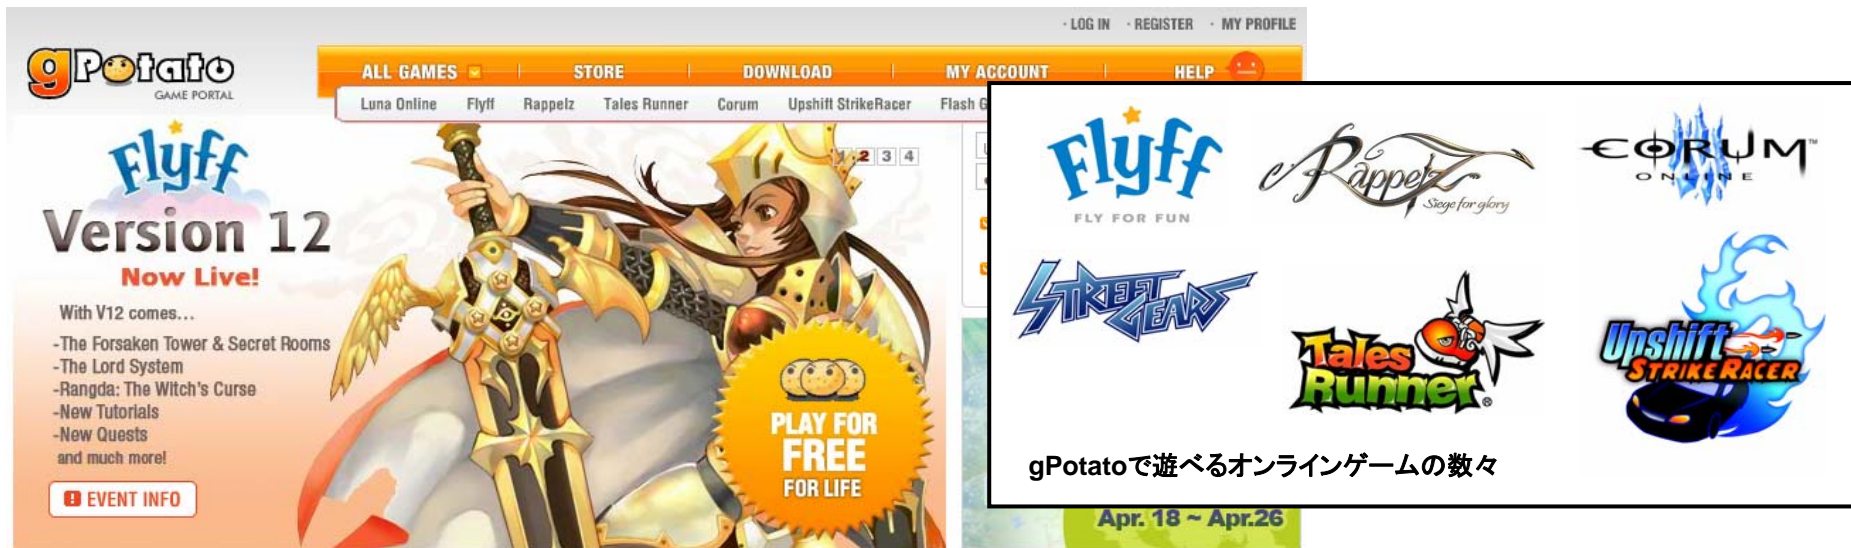 · LOG IN · REGISTER · MY PROFILE
gPotato
GAME PORTAL
ALL GAMES STORE DOWNLOAD MY ACCOUNT HELP
Luna Online Flyff Rappelz Tales Runner Corum Upshift StrikeRacer Flash G
1 2 3 4
Flyff
Version 12
Now Live!
With V12 comes...
-The Forsaken Tower & Secret Rooms
-The Lord System
-Rangda: The Witch's Curse
-New Tutorials
-New Quests
and much more!
EVENT INFO
PLAY FOR
FREE
FOR LIFE
Apr. 18 ~ Apr.26
Flyff
FLY FOR FUN
Rappelz
Siege for glory
CORUM™
ONLINE
STREET
GEARS
Tales
Runner®
Upshift
STRIKERACER
gPotatoで遊べるオンラインゲームの数々